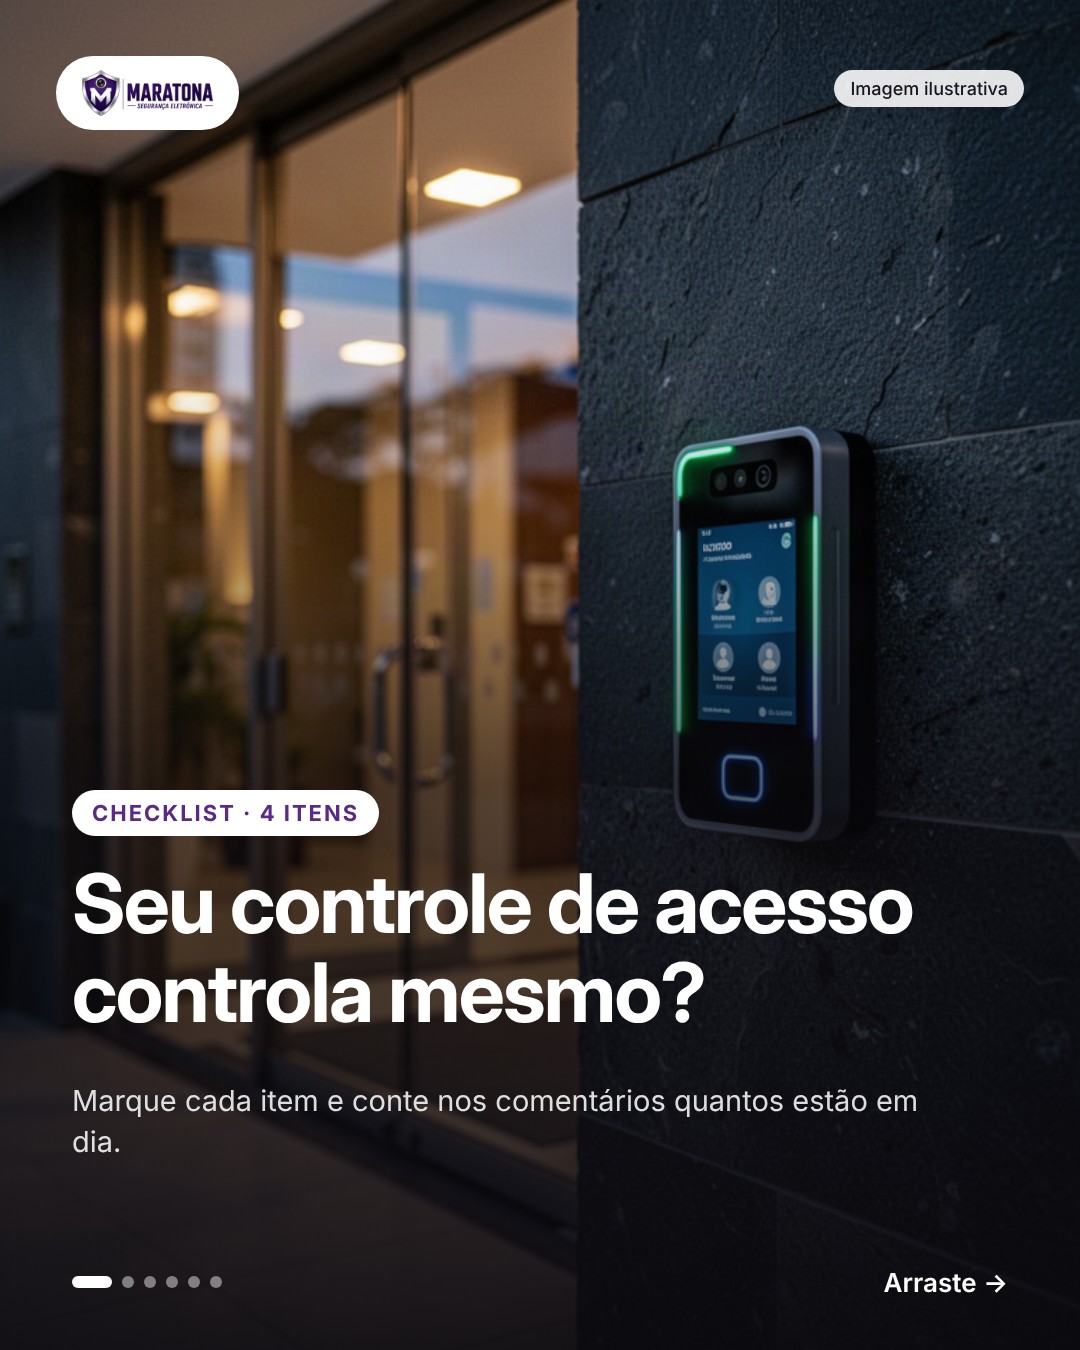 MARATONA
SEGURANÇA ELETRÔNICA
Imagem ilustrativa
CHECKLIST · 4 ITENS
Seu controle de acesso
controla mesmo?
Marque cada item e conte nos comentários quantos estão em
dia.
Arraste →